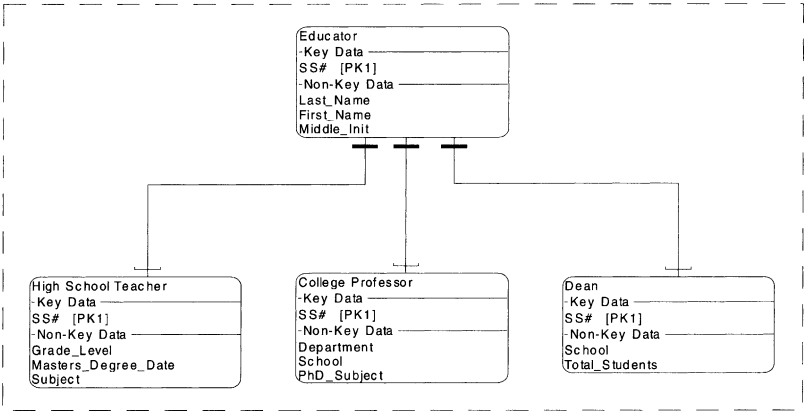 Educator
-Key Data
SS# [PK1]
-Non-Key Data
Last_Name
First_Name
Middle_Init
High School Teacher
-Key Data
SS# [PK1]
-Non-Key Data
Grade_Level
Masters_Degree_Date
Subject
College Professor
-Key Data
SS# [PK1]
-Non-Key Data
Department
School
PhD_Subject
Dean
-Key Data
SS# [PK1]
-Non-Key Data
School
Total_Students